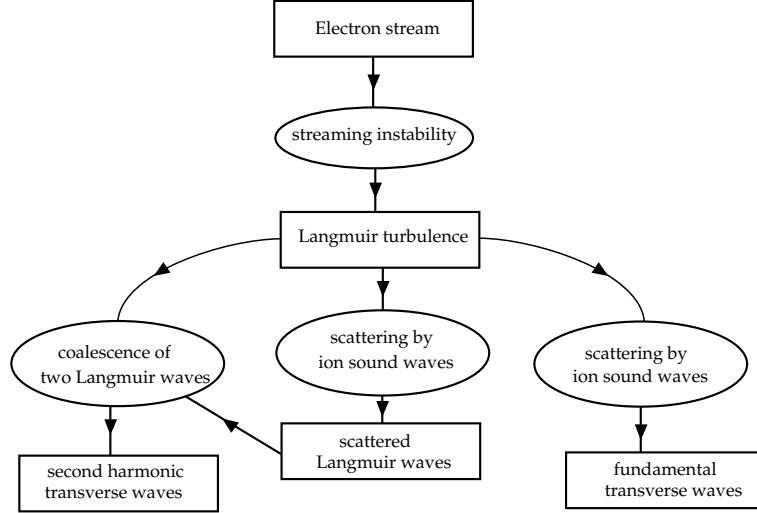 Electron stream
streaming instability
Langmuir turbulence
coalescence of
two Langmuir waves
scattering by
ion sound waves
scattering by
ion sound waves
second harmonic
transverse waves
scattered
Langmuir waves
fundamental
transverse waves